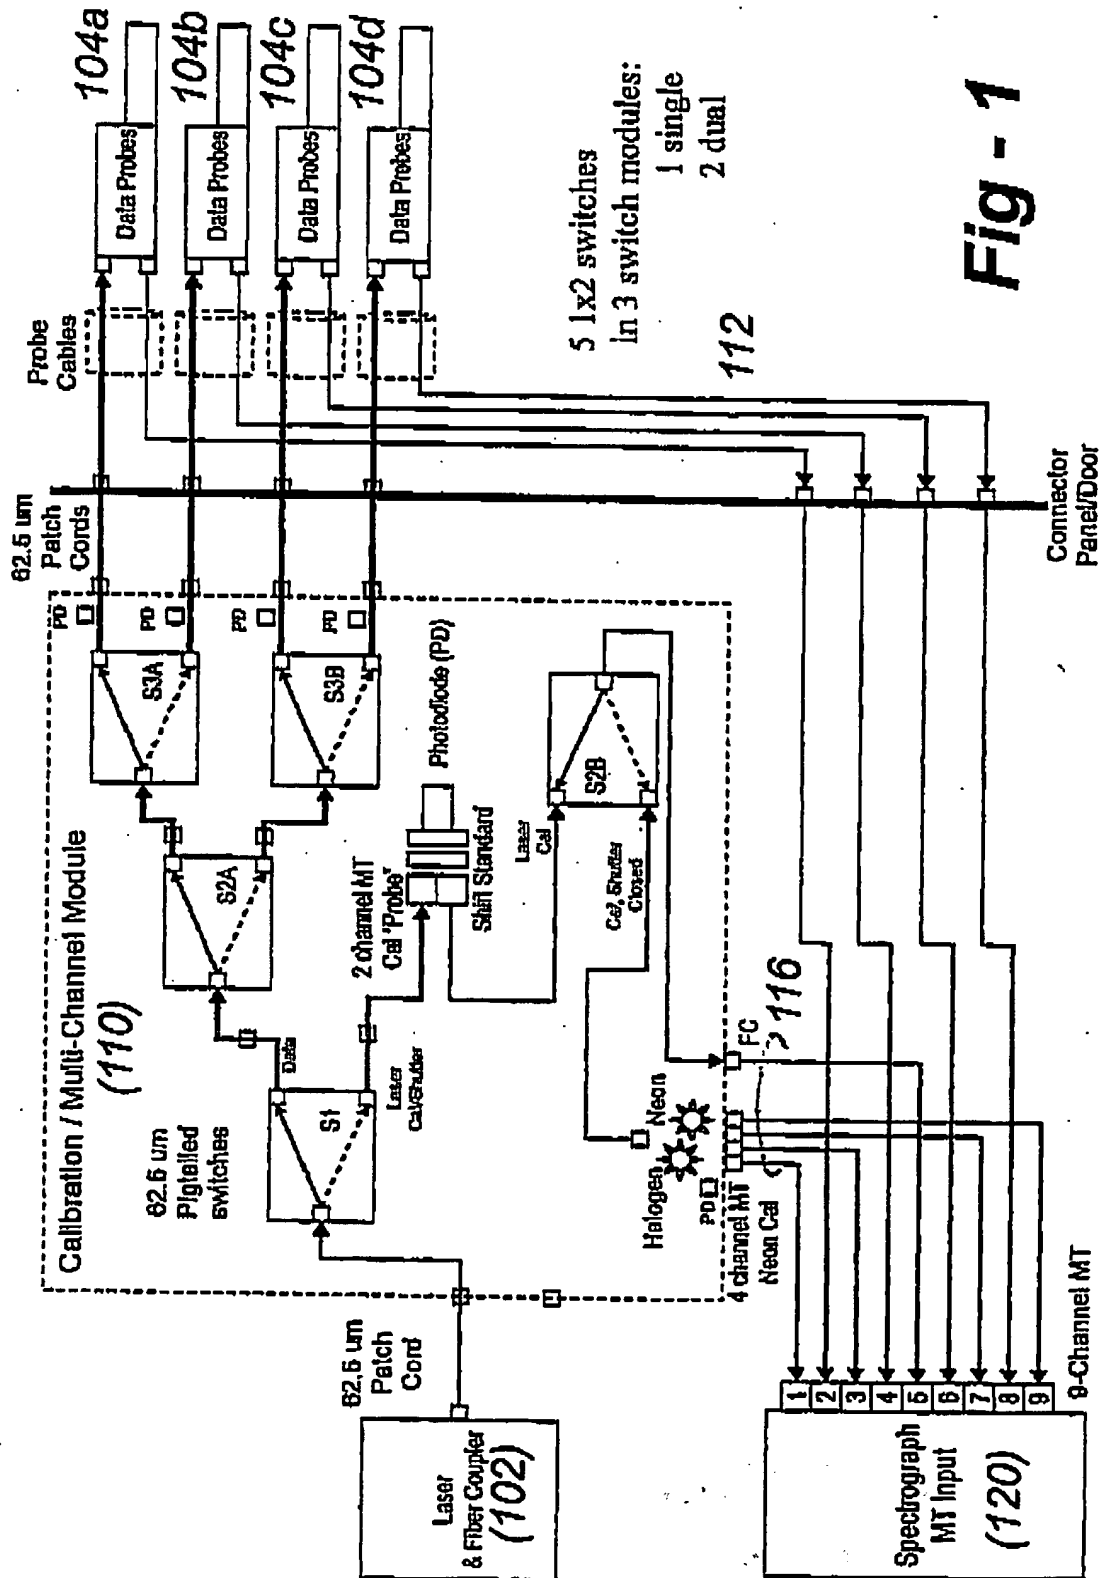 104a
104b
104c
104d
Data Probes
Data Probes
Data Probes
Data Probes
Probe
Cables
62.5 um
Patch
Cords
5 1x2 switches
in 3 switch modules:
1 single
2 dual
112
Fig - 1
Connector
Panel/Door
Calibration / Multi-Channel Module
(110)
PD
PD
PD
PD
S3A
S3B
S2A
S1
S2B
62.5 um
Pigtailed
switches
Data
Laser
Cal/Shutter
2 channel MT
Cal "Probe"
Photodiode (PD)
Shift Standard
Laser
Cal
Cal, Shutter
Closed
Halogen
Neon
PD
FC
116
4 channel MT
Neon Cal
62.5 um
Patch
Cord
Laser
& Fiber Coupler
(102)
1
2
3
4
5
6
7
8
9
9-Channel MT
Spectrograph
MT Input
(120)